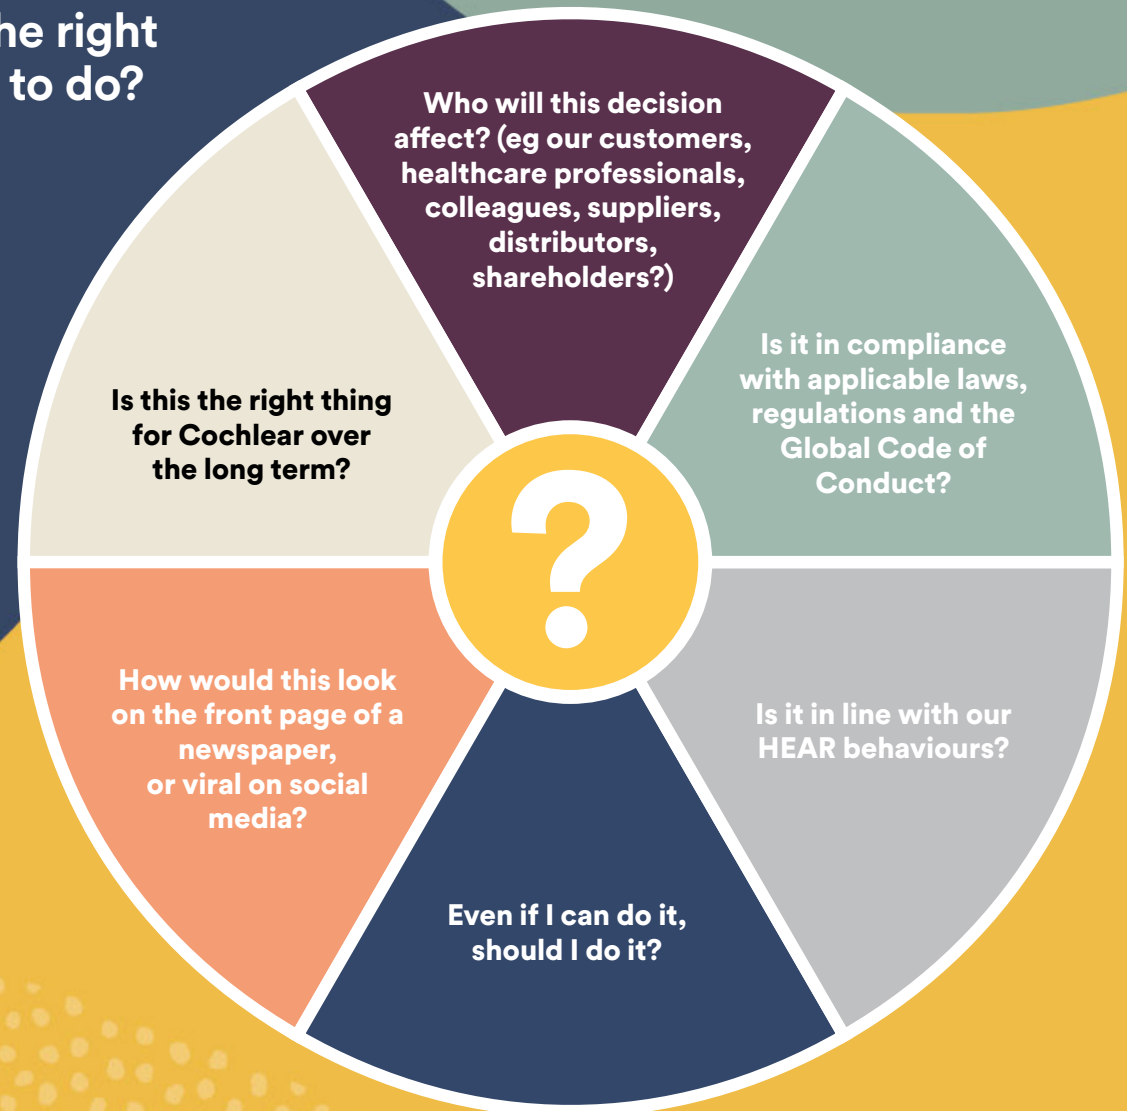 he right
to do?
Who will this decision
affect? (eg our customers,
healthcare professionals,
colleagues, suppliers,
distributors,
shareholders?)
Is it in compliance
with applicable laws,
regulations and the
Global Code of
Conduct?
Is it in line with our
HEAR behaviours?
Even if I can do it,
should I do it?
How would this look
on the front page of a
newspaper,
or viral on social
media?
Is this the right thing
for Cochlear over
the long term?
?